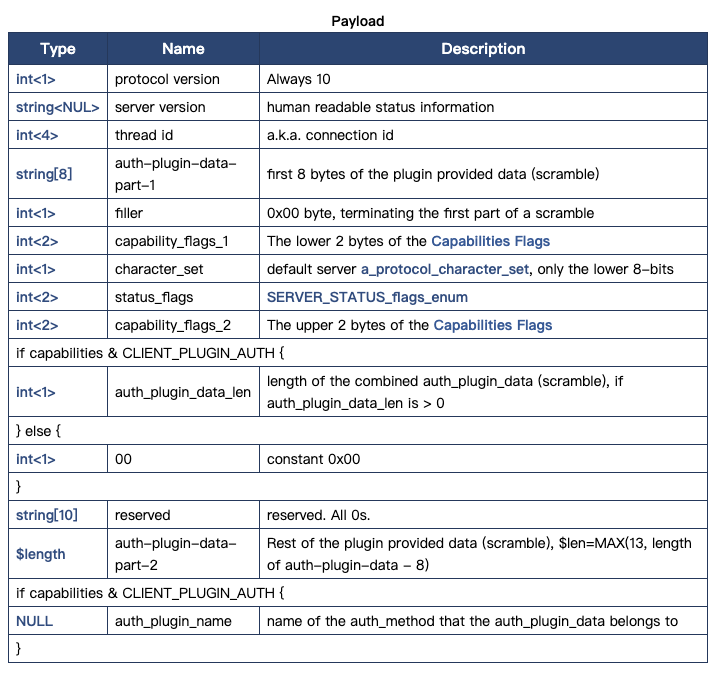 Payload
Type Name Description
int<1> protocol version Always 10
string<NUL> server version human readable status information
int<4> thread id a.k.a. connection id
string[8] auth-plugin-data-
part-1 first 8 bytes of the plugin provided data (scramble)
int<1> filler 0x00 byte, terminating the first part of a scramble
int<2> capability_flags_1 The lower 2 bytes of the Capabilities Flags
int<1> character_set default server a_protocol_character_set, only the lower 8-bits
int<2> status_flags SERVER_STATUS_flags_enum
int<2> capability_flags_2 The upper 2 bytes of the Capabilities Flags
if capabilities & CLIENT_PLUGIN_AUTH {
int<1> auth_plugin_data_len length of the combined auth_plugin_data (scramble), if
auth_plugin_data_len is > 0
} else {
int<1> 00 constant 0x00
}
string[10] reserved reserved. All 0s.
$length auth-plugin-data-
part-2 Rest of the plugin provided data (scramble), $len=MAX(13, length
of auth-plugin-data - 8)
if capabilities & CLIENT_PLUGIN_AUTH {
NULL auth_plugin_name name of the auth_method that the auth_plugin_data belongs to
}